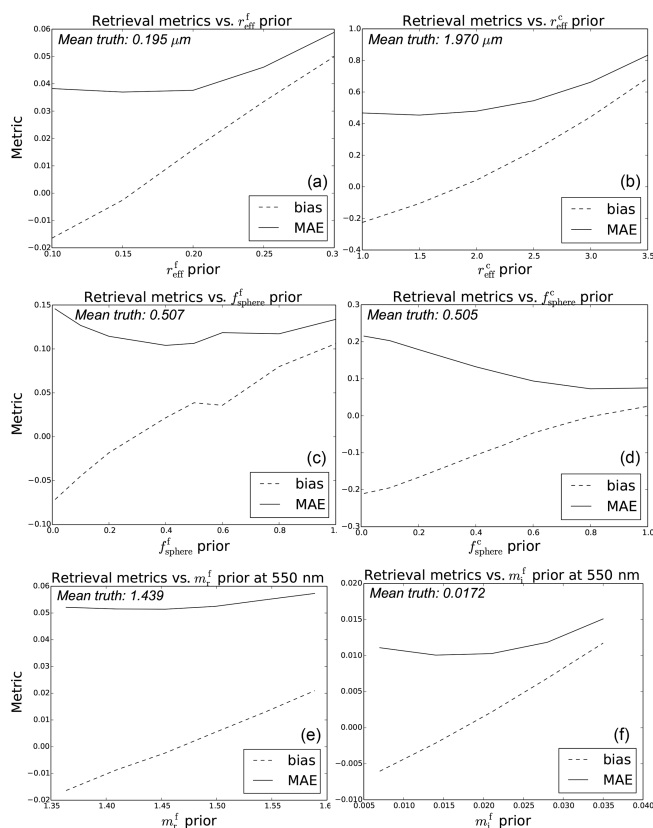 Retrieval metrics vs. r_eff^f prior
Mean truth: 0.195 μm
0.06
0.05
0.04
0.03
0.02
0.01
0.00
−0.01
−0.02
Metric
(a)
bias
MAE
0.10 0.15 0.20 0.25 0.3
r_eff^f prior
Retrieval metrics vs. r_eff^c prior
Mean truth: 1.970 μm
1.0
0.8
0.6
0.4
0.2
0.0
−0.2
−0.4
(b)
bias
MAE
1.0 1.5 2.0 2.5 3.0 3.5
r_eff^c prior
Retrieval metrics vs. f_sphere^f prior
Mean truth: 0.507
0.15
0.10
0.05
0.00
−0.05
−0.10
Metric
(c)
bias
MAE
0.0 0.2 0.4 0.6 0.8 1.
f_sphere^f prior
Retrieval metrics vs. f_sphere^c prior
Mean truth: 0.505
0.4
0.3
0.2
0.1
0.0
−0.1
−0.2
−0.3
(d)
bias
MAE
0.0 0.2 0.4 0.6 0.8 1.0
f_sphere^c prior
Retrieval metrics vs. m_r^f prior at 550 nm
Mean truth: 1.439
0.06
0.05
0.04
0.03
0.02
0.01
0.00
−0.01
−0.02
Metric
(e)
bias
MAE
1.35 1.40 1.45 1.50 1.55 1.6
m_r^f prior
Retrieval metrics vs. m_i^f prior at 550 nm
Mean truth: 0.0172
0.020
0.015
0.010
0.005
0.000
−0.005
−0.010
(f)
bias
MAE
0.005 0.010 0.015 0.020 0.025 0.030 0.035 0.040
m_i^f prior